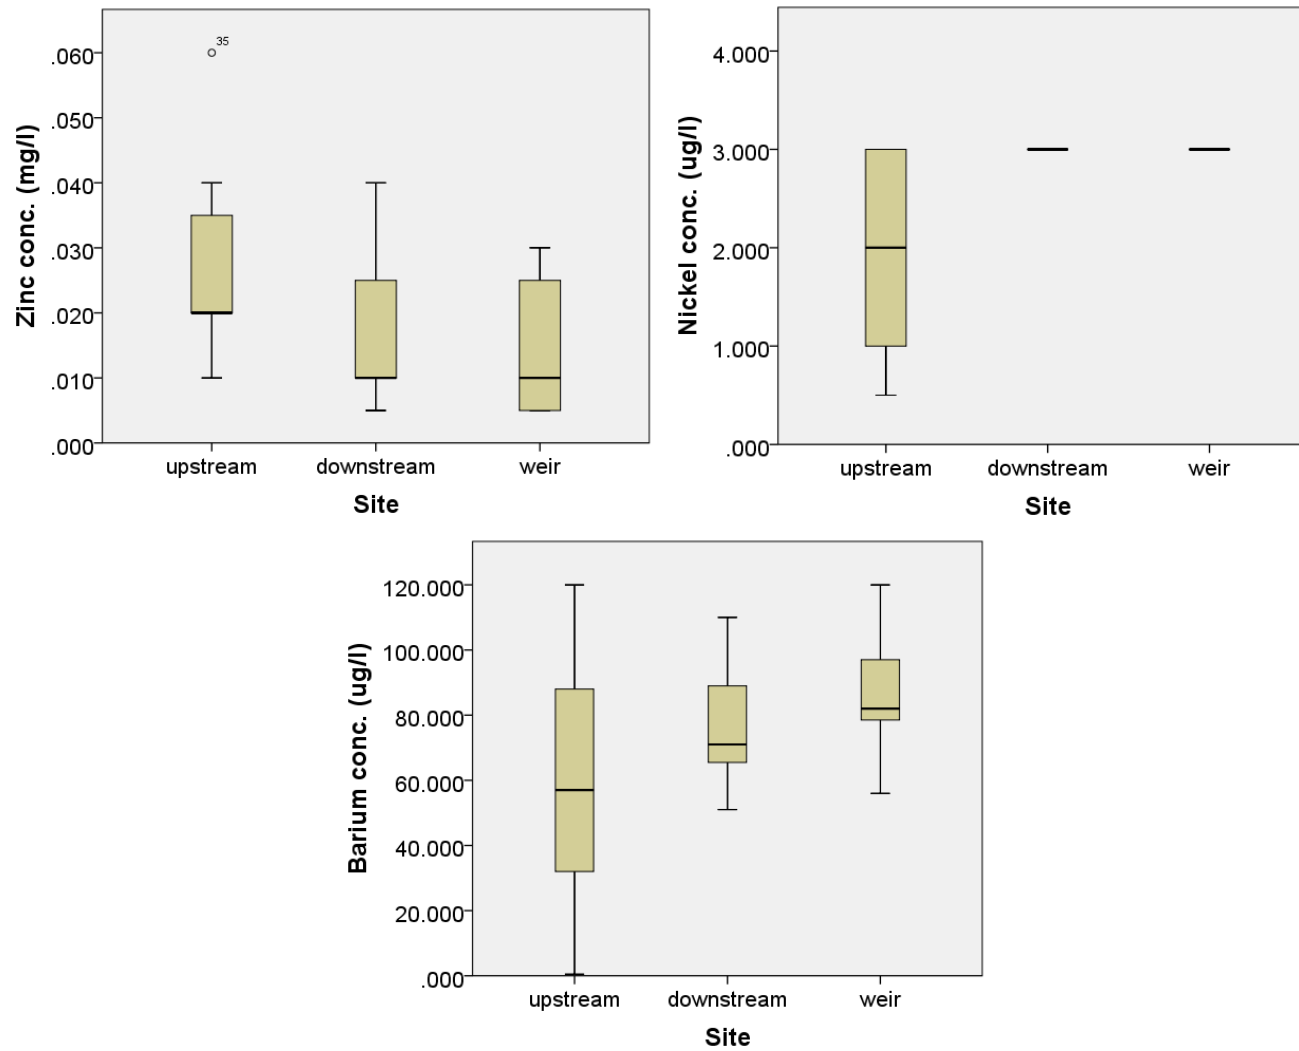 Zinc conc. (mg/l)
.060
.050
.040
.030
.020
.010
.000
35
upstream downstream weir
Site
Nickel conc. (ug/l)
4.000
3.000
2.000
1.000
.000
upstream downstream weir
Site
Barium conc. (ug/l)
120.000
100.000
80.000
60.000
40.000
20.000
.000
upstream downstream weir
Site